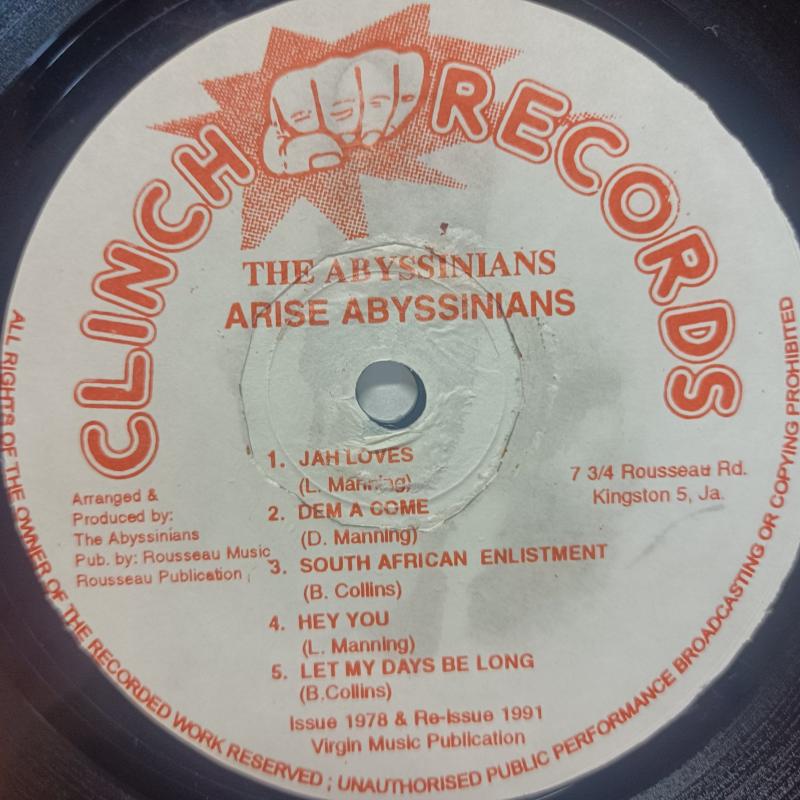 CLINCH RECORDS
THE ABYSSINIANS
ARISE ABYSSINIANS
1. JAH LOVES
(L. Manning)
2. DEM A COME
(D. Manning)
3. SOUTH AFRICAN ENLISTMENT
(B. Collins)
4. HEY YOU
(L. Manning)
5. LET MY DAYS BE LONG
(B.Collins)
Arranged &
Produced by:
The Abyssinians
Pub. by: Rousseau Music
Rousseau Publication
7 3/4 Rousseau Rd.
Kingston 5, Ja.
Issue 1978 & Re-Issue 1991
Virgin Music Publication
ALL RIGHTS OF THE OWNER OF THE RECORDED WORK RESERVED ; UNAUTHORISED PUBLIC PERFORMANCE BROADCASTING OR COPYING PROHIBITED